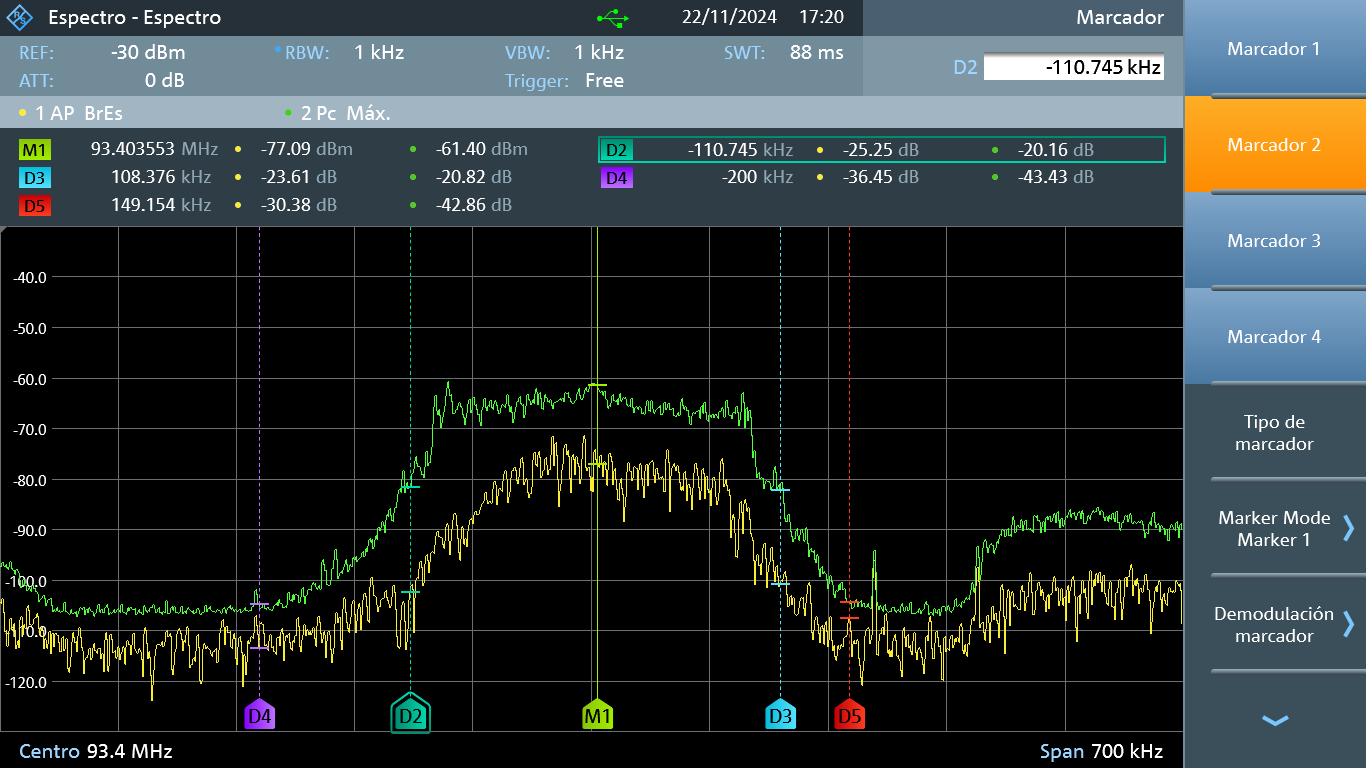 Espectro - Espectro 22/11/2024 17:20 Marcador
REF: -30 dBm RBW: 1 kHz VBW: 1 kHz SWT: 88 ms
D2 -110.745 kHz
ATT: 0 dB Trigger: Free
1 AP BrEs 2 Pc Máx.
M1 93.403553 MHz -77.09 dBm -61.40 dBm D2 -110.745 kHz -25.25 dB -20.16 dB
D3 108.376 kHz -23.61 dB -20.82 dB D4 -200 kHz -36.45 dB -43.43 dB
D5 149.154 kHz -30.38 dB -42.86 dB
-40.0
-50.0
-60.0
-70.0
-80.0
-90.0
-100.0
-110.0
-120.0
D4 D2 M1 D3 D5
Centro 93.4 MHz Span 700 kHz
Marcador 1
Marcador 2
Marcador 3
Marcador 4
Tipo de
marcador
Marker Mode
Marker 1
Demodulación
marcador